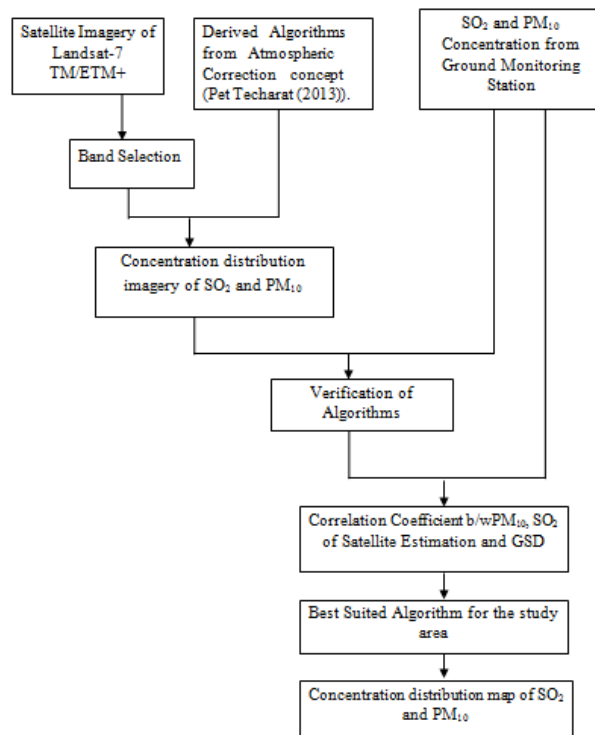 Satellite Imagery of
Landsat-7
TM/ETM+
Derived Algorithms
from Atmospheric
Correction concept
(Pet Techarat (2013)).
SO₂ and PM₁₀
Concentration from
Ground Monitoring
Station
Band Selection
Concentration distribution
imagery of SO₂ and PM₁₀
Verification of
Algorithms
Correlation Coefficient b/wPM₁₀, SO₂
of Satellite Estimation and GSD
Best Suited Algorithm for the study
area
Concentration distribution map of SO₂
and PM₁₀